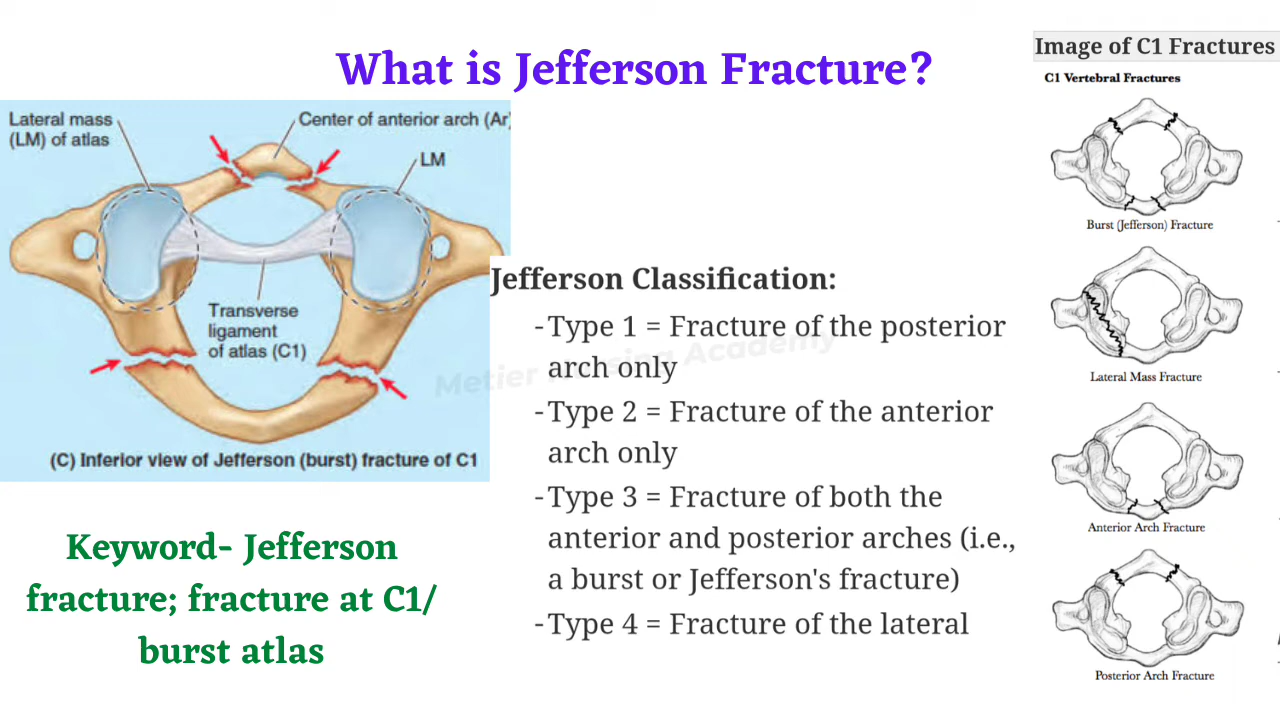 What is Jefferson Fracture?
Image of C1 Fractures
C1 Vertebral Fractures
Lateral mass
(LM) of atlas
Center of anterior arch (Ar
LM
Transverse
ligament
of atlas (C1)
(C) Inferior view of Jefferson (burst) fracture of C1
Keyword- Jefferson
fracture; fracture at C1/
burst atlas
Jefferson Classification:
-Type 1 = Fracture of the posterior
arch only
-Type 2 = Fracture of the anterior
arch only
-Type 3 = Fracture of both the
anterior and posterior arches (i.e.,
a burst or Jefferson's fracture)
-Type 4 = Fracture of the lateral
Metier Nursing Academy
Burst (Jefferson) Fracture
Lateral Mass Fracture
Anterior Arch Fracture
Posterior Arch Fracture